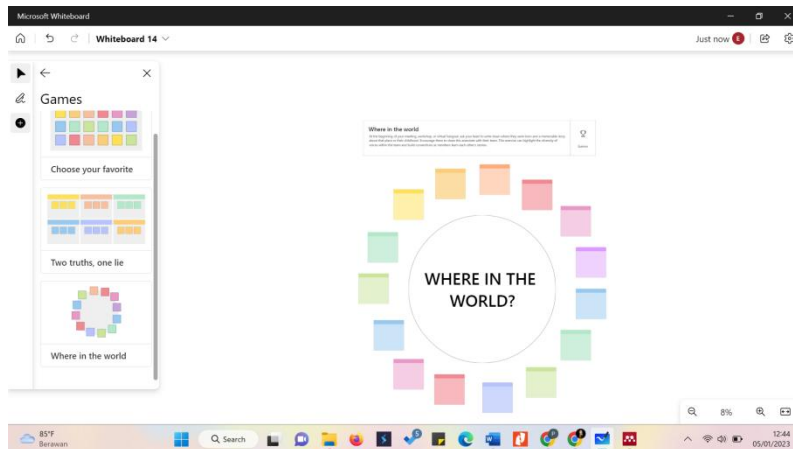 Microsoft Whiteboard
Whiteboard 14
Just now
E
Games
Choose your favorite
Two truths, one lie
Where in the world
Where in the world
WHERE IN THE
WORLD?
8%
85°F
Berawan
Search
12:44
05/01/2023